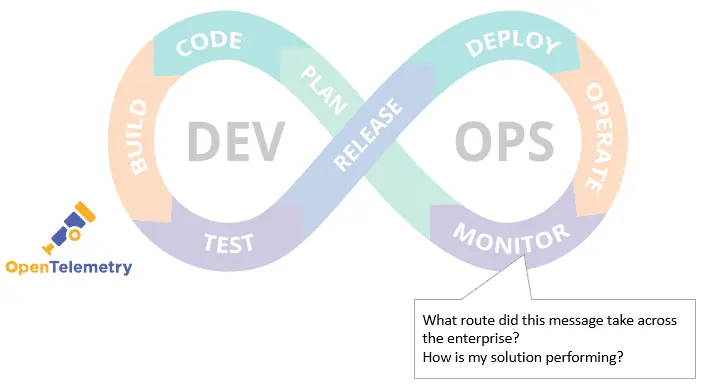 CODE
DEPLOY
PLAN
BUILD
DEV
RELEASE
OPS
OPERATE
TEST
MONITOR
OpenTelemetry
What route did this message take across
the enterprise?
How is my solution performing?